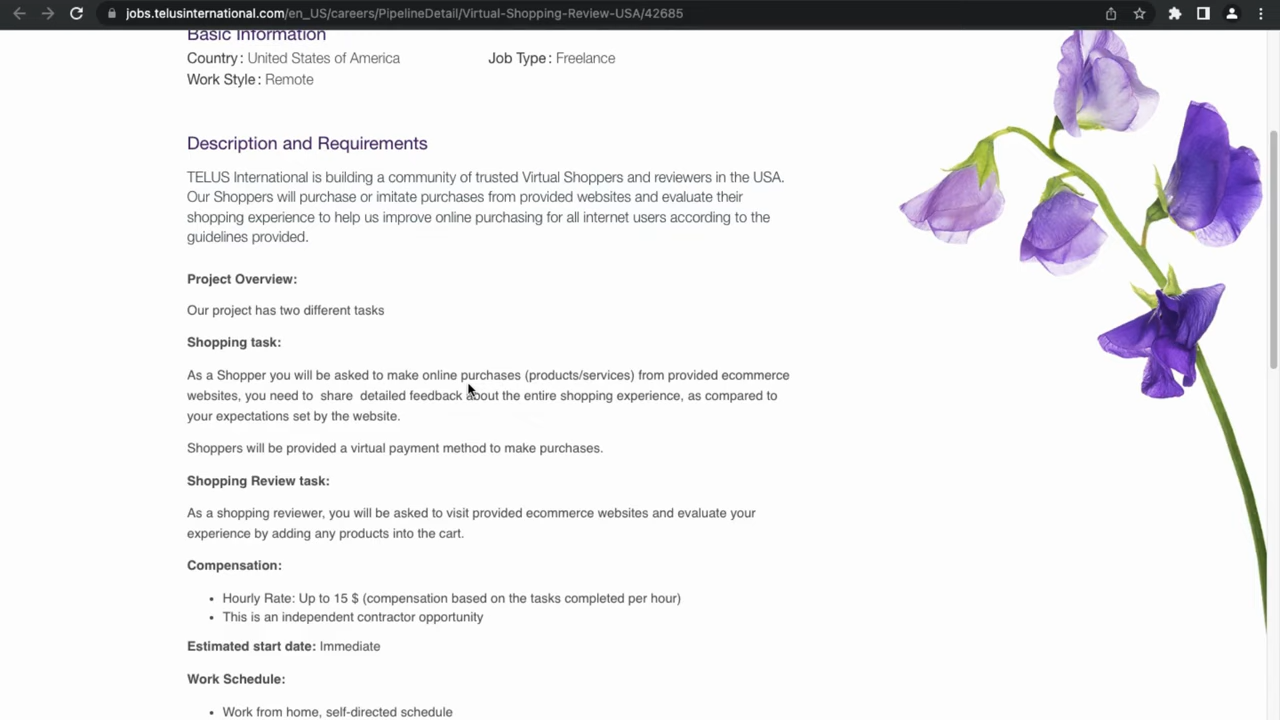 jobs.telusinternational.com/en_US/careers/PipelineDetail/Virtual-Shopping-Review-USA/42685
Basic Information
Country: United States of America
Job Type: Freelance
Work Style: Remote
Description and Requirements
TELUS International is building a community of trusted Virtual Shoppers and reviewers in the USA.
Our Shoppers will purchase or imitate purchases from provided websites and evaluate their
shopping experience to help us improve online purchasing for all internet users according to the
guidelines provided.
Project Overview:
Our project has two different tasks
Shopping task:
As a Shopper you will be asked to make online purchases (products/services) from provided ecommerce
websites, you need to  share  detailed feedback about the entire shopping experience, as compared to
your expectations set by the website.
Shoppers will be provided a virtual payment method to make purchases.
Shopping Review task:
As a shopping reviewer, you will be asked to visit provided ecommerce websites and evaluate your
experience by adding any products into the cart.
Compensation:
• Hourly Rate: Up to 15 $ (compensation based on the tasks completed per hour)
• This is an independent contractor opportunity
Estimated start date: Immediate
Work Schedule:
• Work from home, self-directed schedule